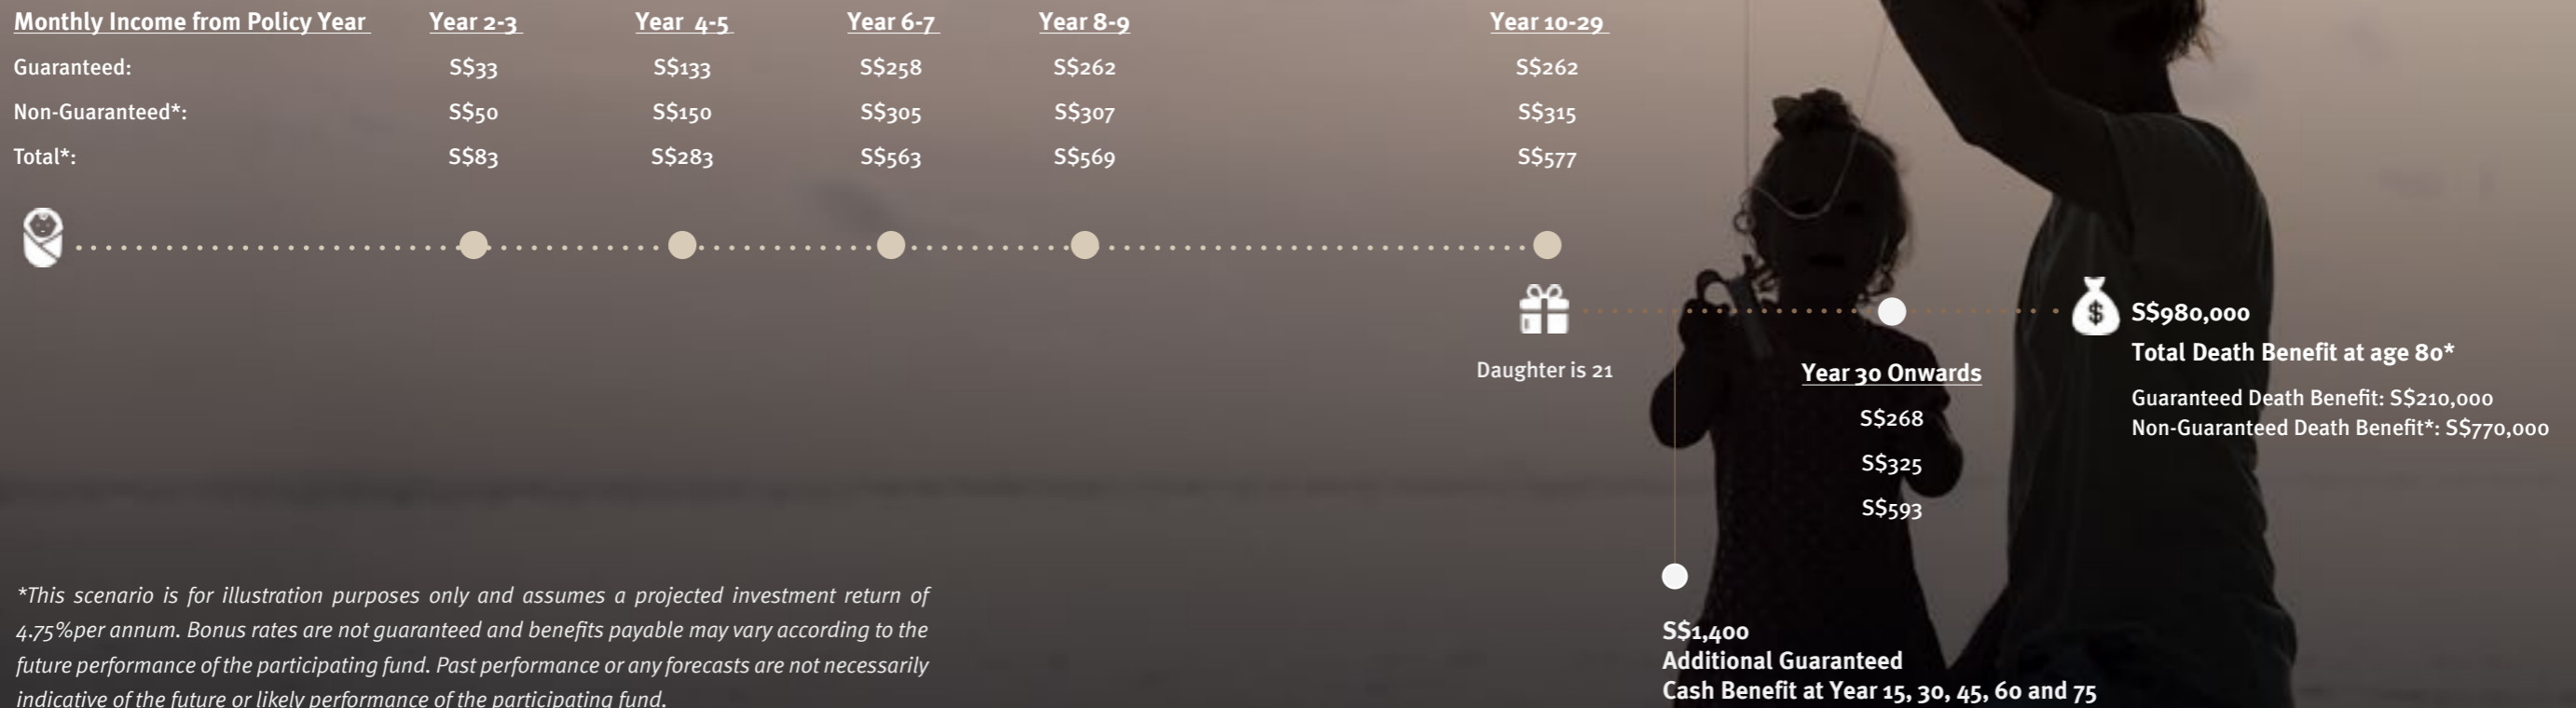 Monthly Income from Policy Year Year 2-3 Year 4-5 Year 6-7 Year 8-9 Year 10-29
Guaranteed: S$33 S$133 S$258 S$262 S$262
Non-Guaranteed*: S$50 S$150 S$305 S$307 S$315
Total*: S$83 S$283 S$563 S$569 S$577
$
S$980,000
Total Death Benefit at age 80*
Daughter is 21
Year 30 Onwards
Guaranteed Death Benefit: S$210,000
S$268
Non-Guaranteed Death Benefit*: S$770,000
S$325
S$593
*This scenario is for illustration purposes only and assumes a projected investment return of
4.75%per annum. Bonus rates are not guaranteed and benefits payable may vary according to the
future performance of the participating fund. Past performance or any forecasts are not necessarily
indicative of the future or likely performance of the participating fund.
S$1,400
Additional Guaranteed
Cash Benefit at Year 15, 30, 45, 60 and 75